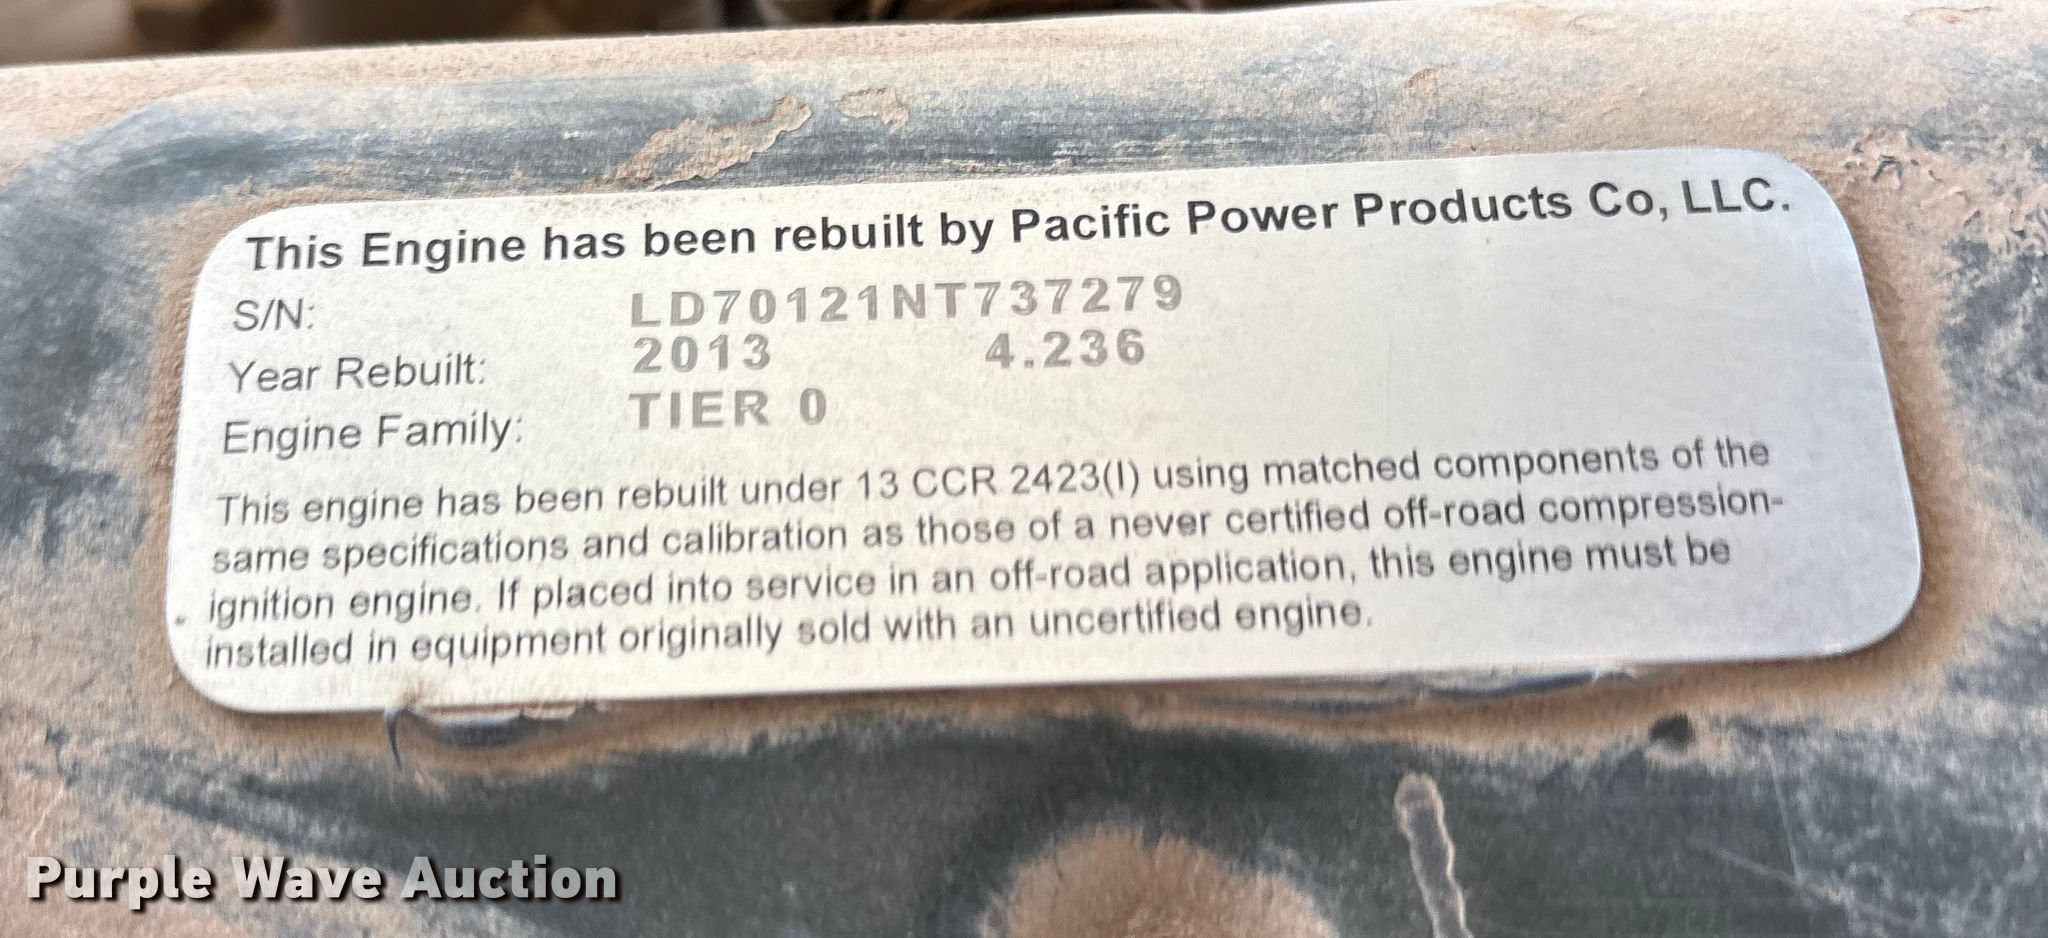 This Engine has been rebuilt by Pacific Power Products Co, LLC.
S/N: LD70121NT737279
Year Rebuilt: 2013 4.236
Engine Family: TIER 0
This engine has been rebuilt under 13 CCR 2423(l) using matched components of the
same specifications and calibration as those of a never certified off-road compression-
ignition engine. If placed into service in an off-road application, this engine must be
installed in equipment originally sold with an uncertified engine.
Purple Wave Auction